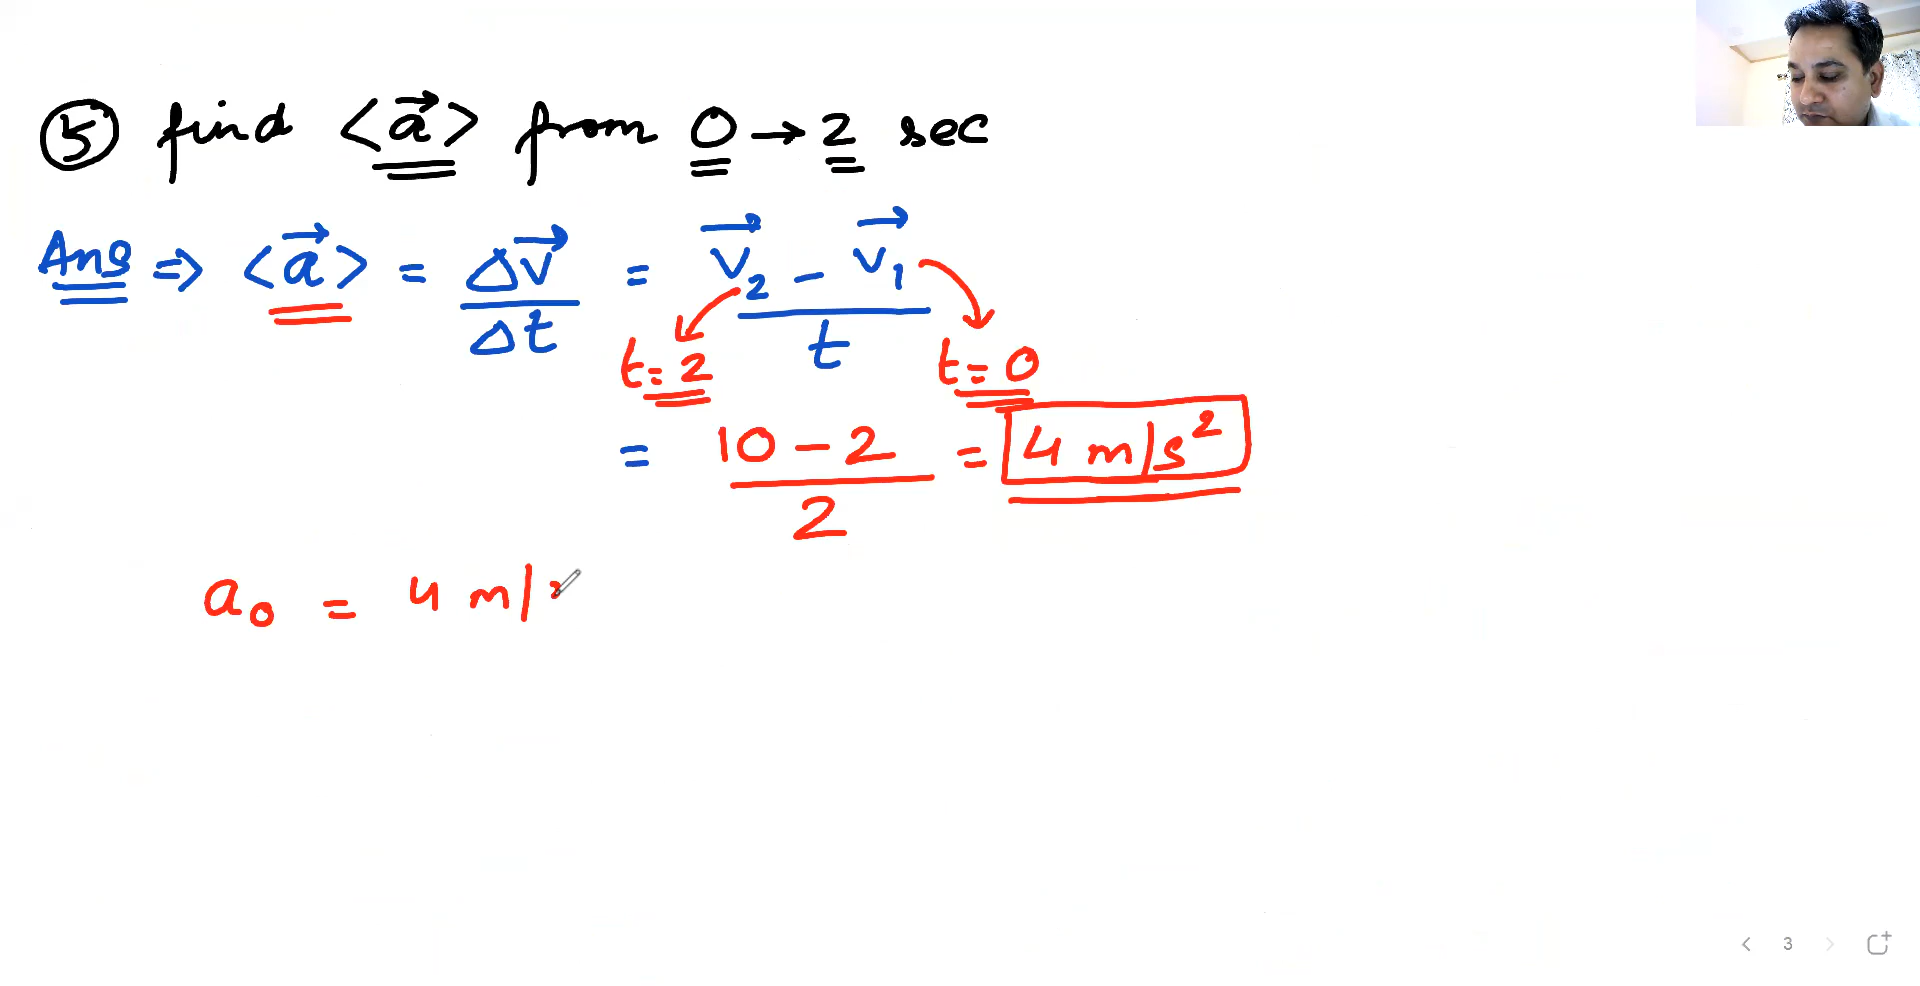 ⑤ find <a⃗> from 0 → 2 sec
Ans ⇒ <a⃗> = Δv⃗/Δt = (v⃗₂ - v⃗₁)/t
t=2 t=0
= (10 - 2)/2 = 4 m/s²
a₀ = 4 m/
3